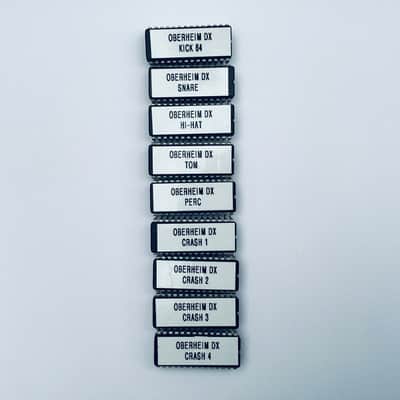 OBERHEIM DX
KICK 64
OBERHEIM DX
SNARE
OBERHEIM DX
HI-HAT
OBERHEIM DX
TOM
OBERHEIM DX
PERC
OBERHEIM DX
CRASH 1
OBERHEIM DX
CRASH 2
OBERHEIM DX
CRASH 3
OBERHEIM DX
CRASH 4